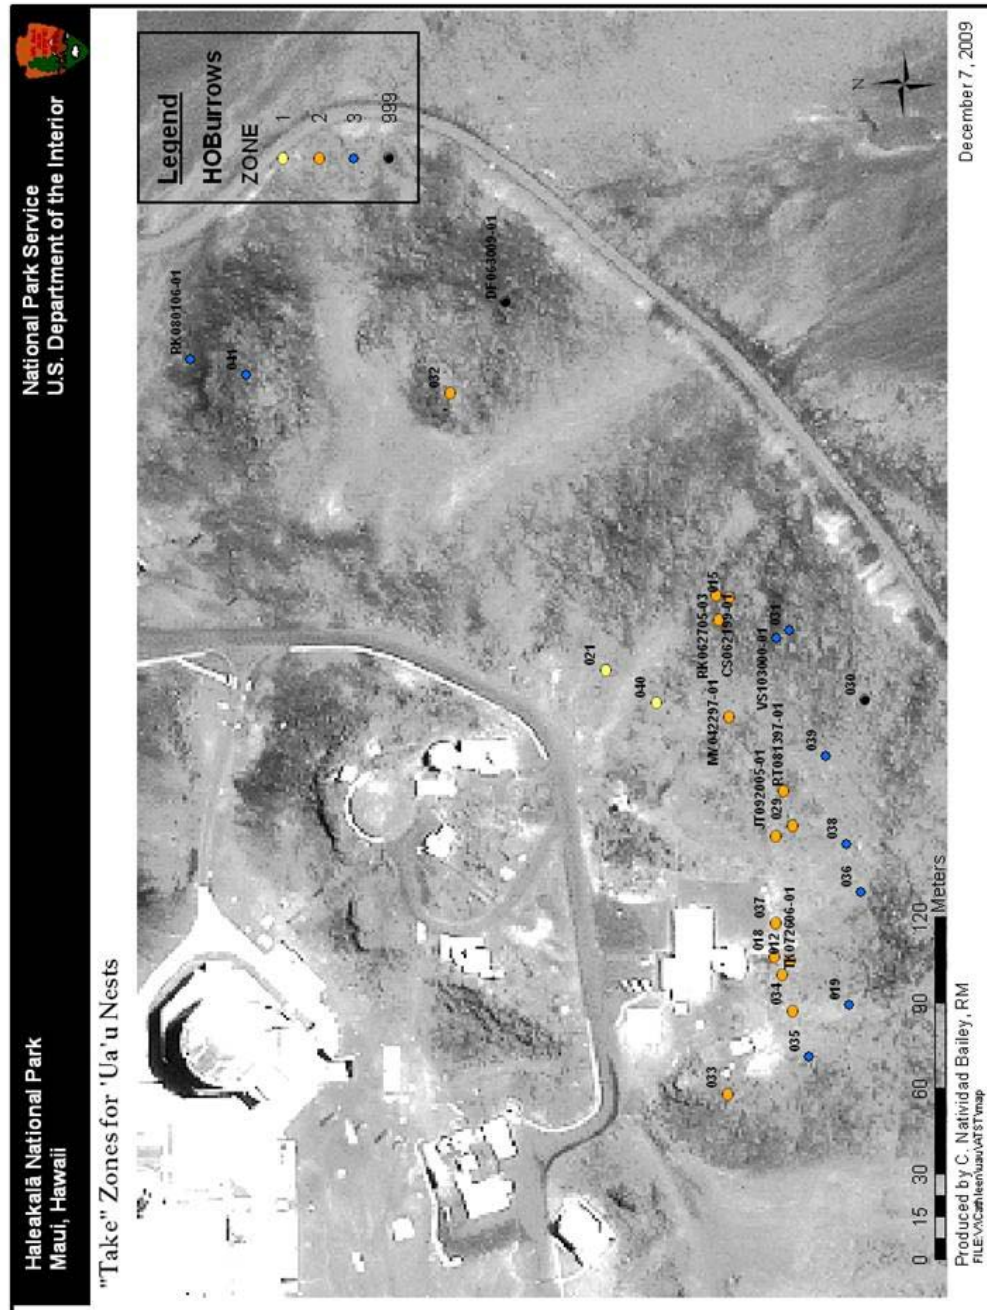 Haleakalā National Park
Maui, Hawaii
National Park Service
U.S. Department of the Interior
"Take" Zones for 'Ua'u Nests
Legend
HOBurrows
ZONE
1
2
3
999
RK080106-01
041
032
DF063009-01
021
040
RK062705-03
015
CS062199-01
MV042297-01
VS103000-01
031
030
JT092005-01
029
RT081397-01
039
038
036
037
018
012
TK072606-01
034
019
035
033
N
0 15 30 60 90 120
Meters
Produced by C. Natividad Bailey, RM
December 7, 2009